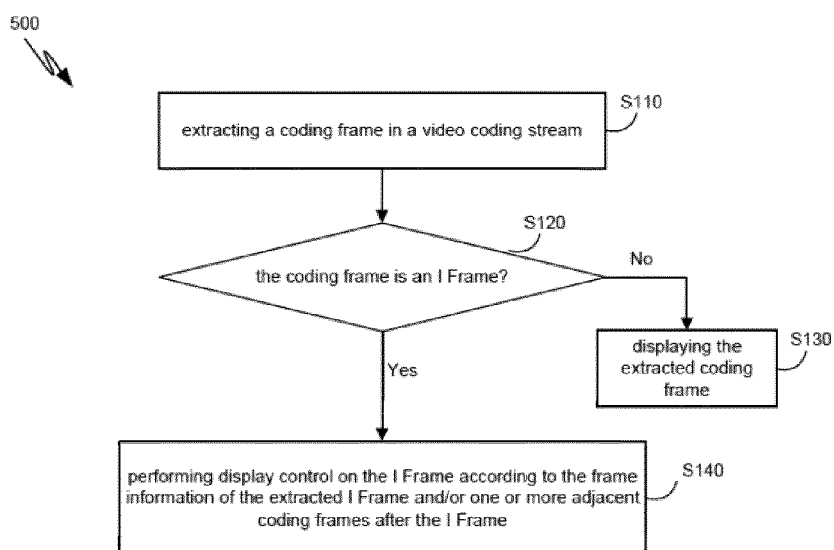 500
S110
extracting a coding frame in a video coding stream
S120
the coding frame is an I Frame?
No
S130
displaying the
extracted coding
frame
Yes
S140
performing display control on the I Frame according to the frame
information of the extracted I Frame and/or one or more adjacent
coding frames after the I Frame